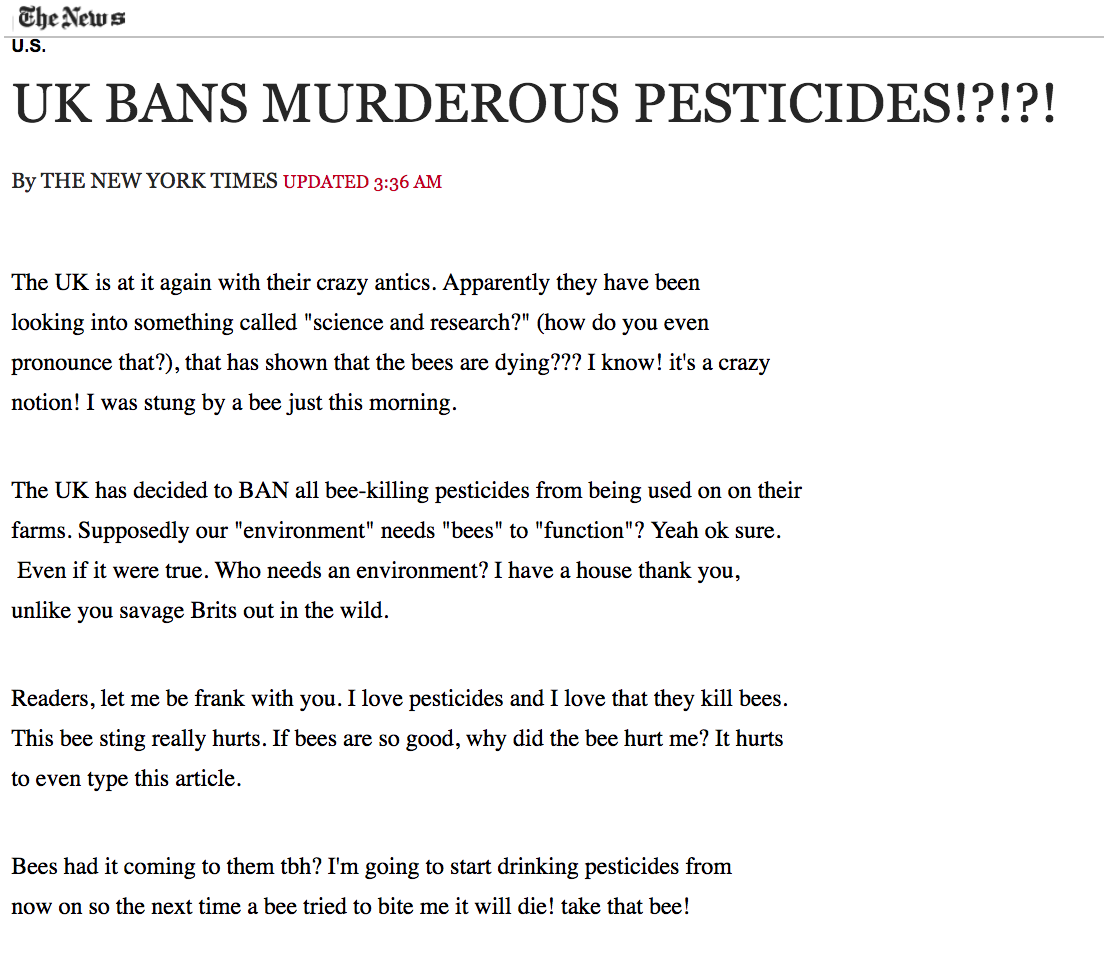 The News
U.S.
UK BANS MURDEROUS PESTICIDES!?!?!
By THE NEW YORK TIMES UPDATED 3:36 AM
The UK is at it again with their crazy antics. Apparently they have been
looking into something called "science and research?" (how do you even
pronounce that?), that has shown that the bees are dying??? I know! it's a crazy
notion! I was stung by a bee just this morning.
The UK has decided to BAN all bee-killing pesticides from being used on on their
farms. Supposedly our "environment" needs "bees" to "function"? Yeah ok sure.
Even if it were true. Who needs an environment? I have a house thank you,
unlike you savage Brits out in the wild.
Readers, let me be frank with you. I love pesticides and I love that they kill bees.
This bee sting really hurts. If bees are so good, why did the bee hurt me? It hurts
to even type this article.
Bees had it coming to them tbh? I'm going to start drinking pesticides from
now on so the next time a bee tried to bite me it will die! take that bee!